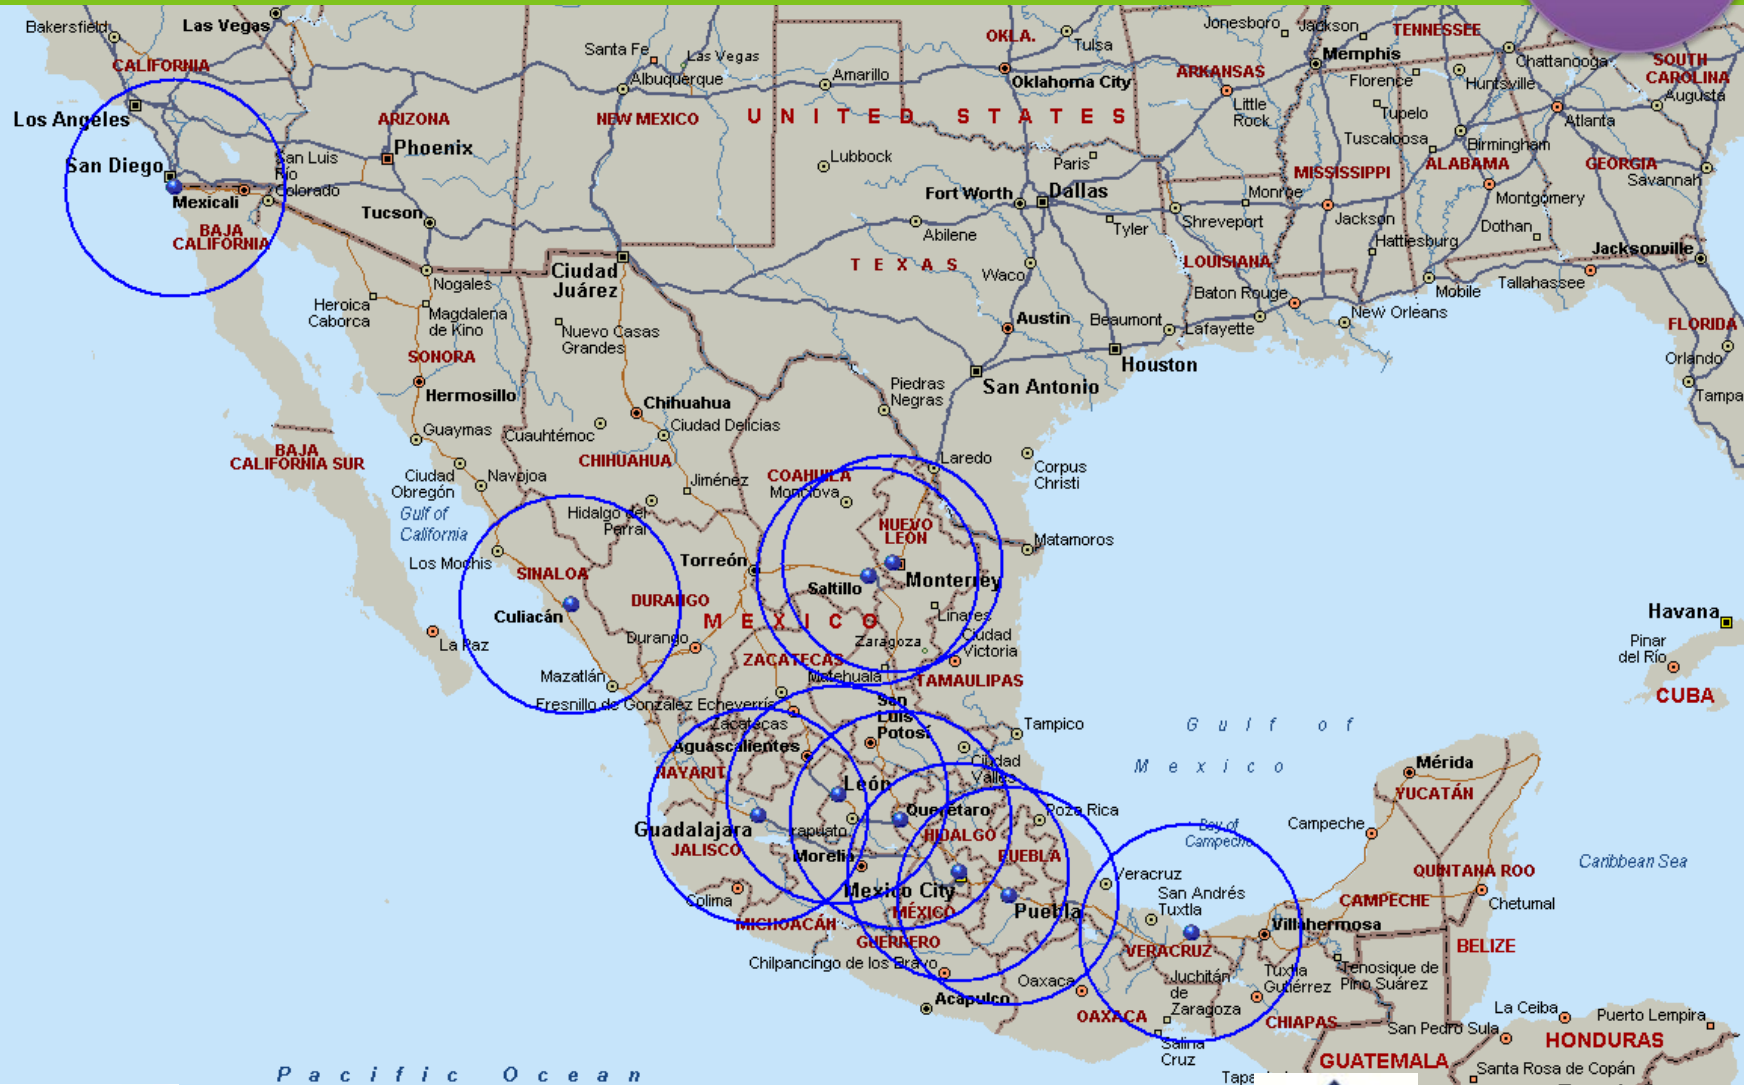 Bakersfield
Las Vegas
CALIFORNIA
Los Angeles
San Diego
Mexicali
BAJA
CALIFORNIA
San Luis
Río
Colorado
ARIZONA
Phoenix
Tucson
Nogales
Heroica
Caborca
Magdalena
de Kino
SONORA
Hermosillo
Guaymas
Ciudad
Obregón
Navojoa
Gulf of
California
Los Mochis
BAJA
CALIFORNIA SUR
La Paz
Santa Fe
Las Vegas
Albuquerque
NEW MEXICO
UNITED STATES
Amarillo
Lubbock
OKLA.
Tulsa
Oklahoma City
Paris
Fort Worth
Dallas
Abilene
Tyler
TEXAS
Waco
Austin
Beaumont
Houston
San Antonio
Jonesboro
Jackson
TENNESSEE
Memphis
ARKANSAS
Little
Rock
Florence
Huntsville
Chattanooga
SOUTH
CAROLINA
Augusta
Tupelo
Atlanta
Tuscaloosa
Birmingham
MISSISSIPPI
ALABAMA
GEORGIA
Savannah
Monroe
Shreveport
Jackson
Montgomery
Hattiesburg
Dothan
Jacksonville
LOUISIANA
Baton Rouge
Lafayette
New Orleans
Mobile
Tallahassee
FLORIDA
Orlando
Tampa
Ciudad
Juárez
Nuevo Casas
Grandes
Chihuahua
Cuauhtémoc
Ciudad Delicias
CHIHUAHUA
Jiménez
Hidalgo del
Parral
Piedras
Negras
Laredo
Corpus
Christi
COAHUILA
Monclova
NUEVO
LEÓN
Matamoros
Torreón
Saltillo
Monterrey
Linares
SINALOA
Culiacán
DURANGO
Durango
MEXICO
Zaragoza
Ciudad
Victoria
ZACATECAS
Matehuala
TAMAULIPAS
Mazatlán
Fresnillo de González Echeverría
Zacatecas
San
Luis
Potosí
Tampico
Aguascalientes
Ciudad
Valles
NAYARIT
León
Querétaro
Poza Rica
Guadalajara
JALISCO
Irapuato
HIDALGO
Morelia
PUEBLA
Mexico City
MÉXICO
Puebla
Colima
MICHOACÁN
GUERRERO
Chilpancingo de los Bravo
Acapulco
Oaxaca
OAXACA
Veracruz
San Andrés
Tuxtla
VERACRUZ
Villahermosa
Juchitán
de
Zaragoza
Tuxtla
Gutiérrez
Tenosique de
Pino Suárez
Salina
Cruz
CHIAPAS
Gulf of
Mexico
Bay of
Campeche
Mérida
YUCATÁN
Campeche
QUINTANA ROO
CAMPECHE
Chetumal
BELIZE
Caribbean Sea
Havana
Pinar
del Río
CUBA
La Ceiba
Puerto Lempira
San Pedro Sula
HONDURAS
GUATEMALA
Santa Rosa de Copán
Pacific Ocean